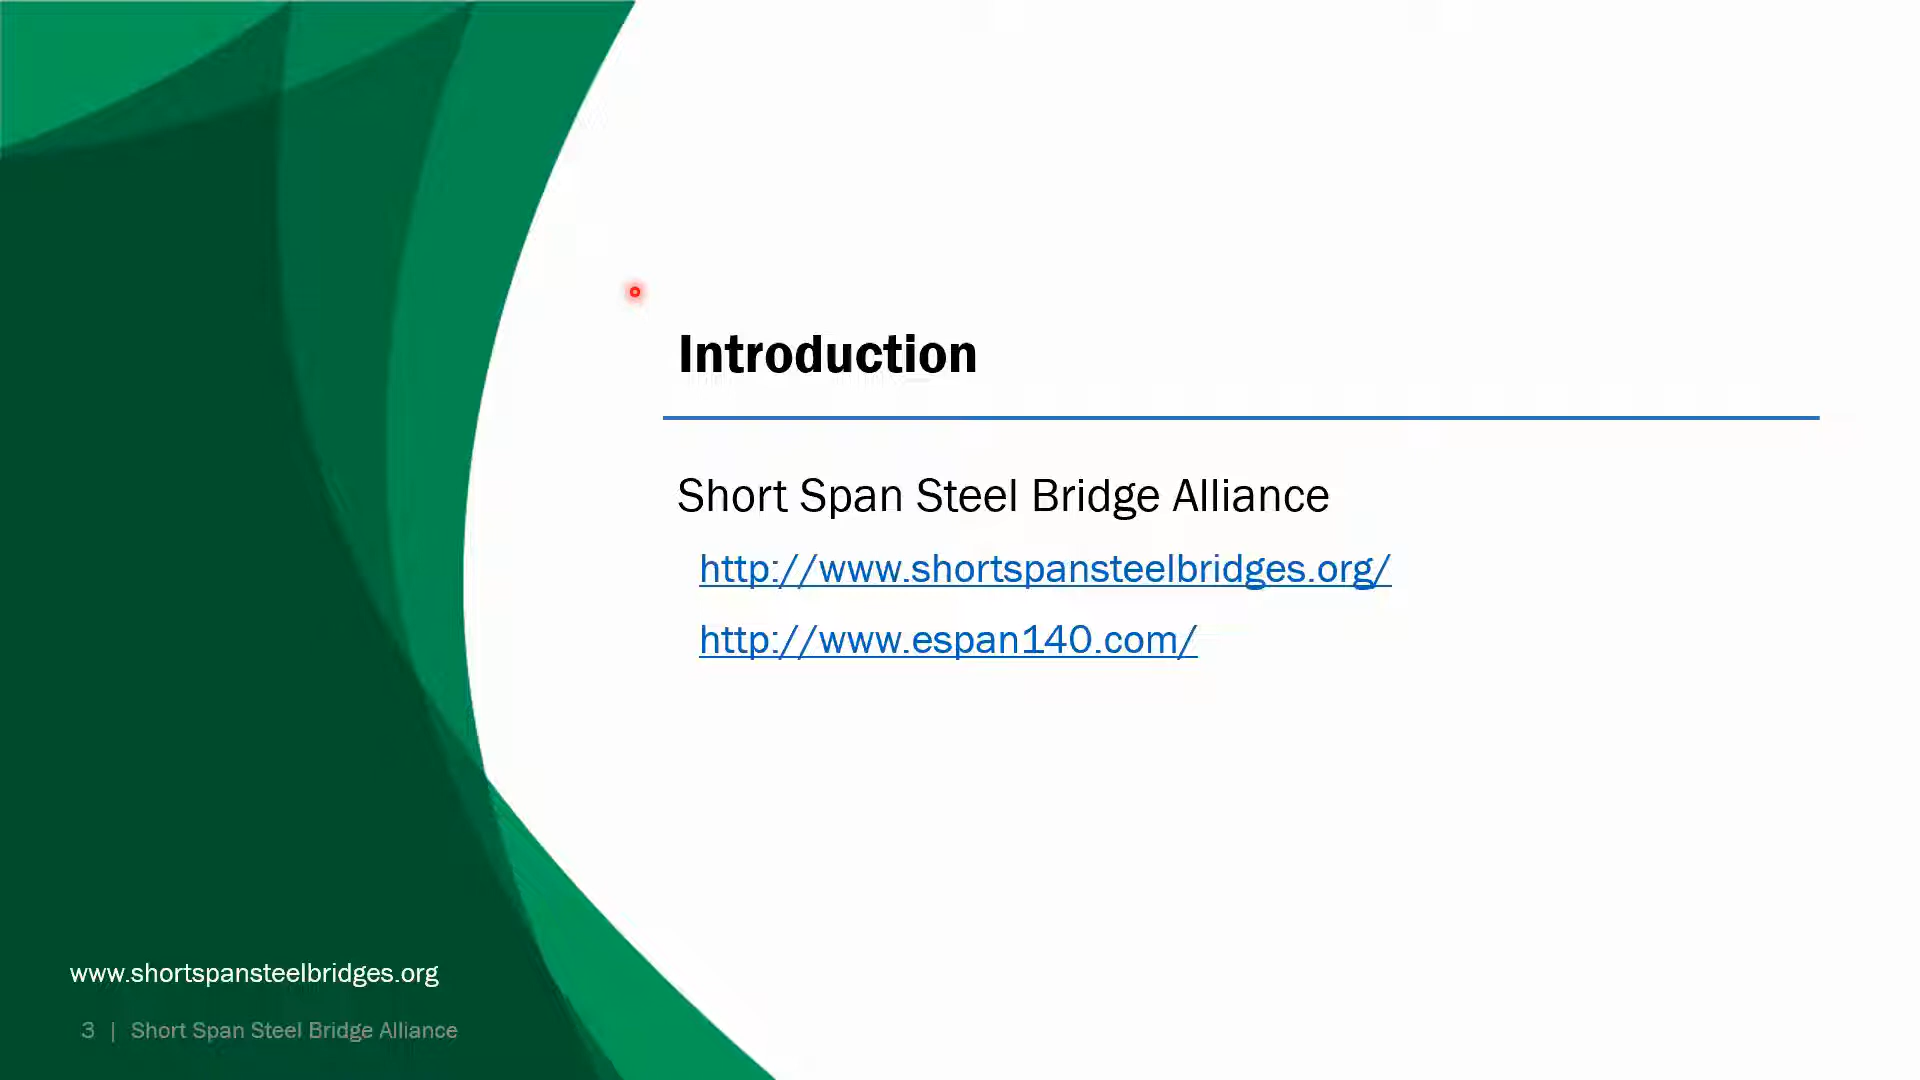 Introduction
Short Span Steel Bridge Alliance
http://www.shortspansteelbridges.org/
http://www.espan140.com/
www.shortspansteelbridges.org
3 | Short Span Steel Bridge Alliance